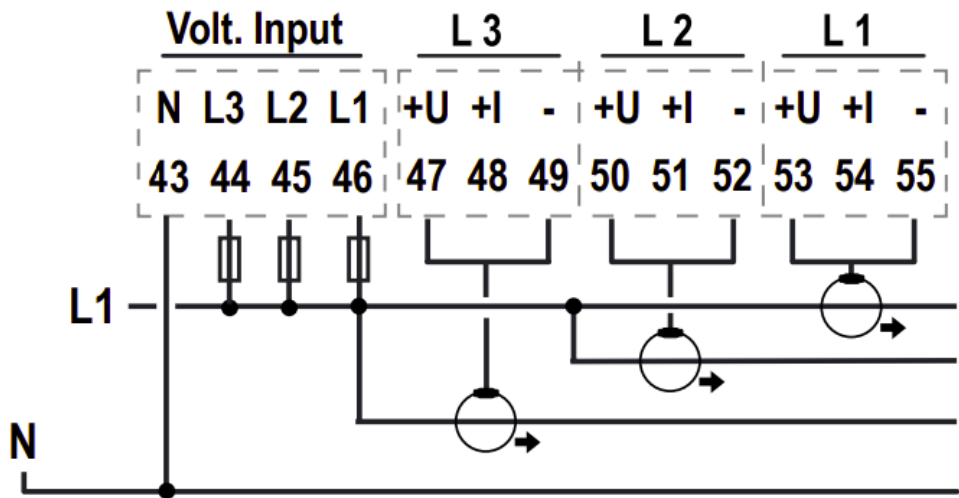 Volt. Input L 3 L 2 L 1
N L3 L2 L1 +U +I - +U +I - +U +I -
43 44 45 46 47 48 49 50 51 52 53 54 55
L1
N